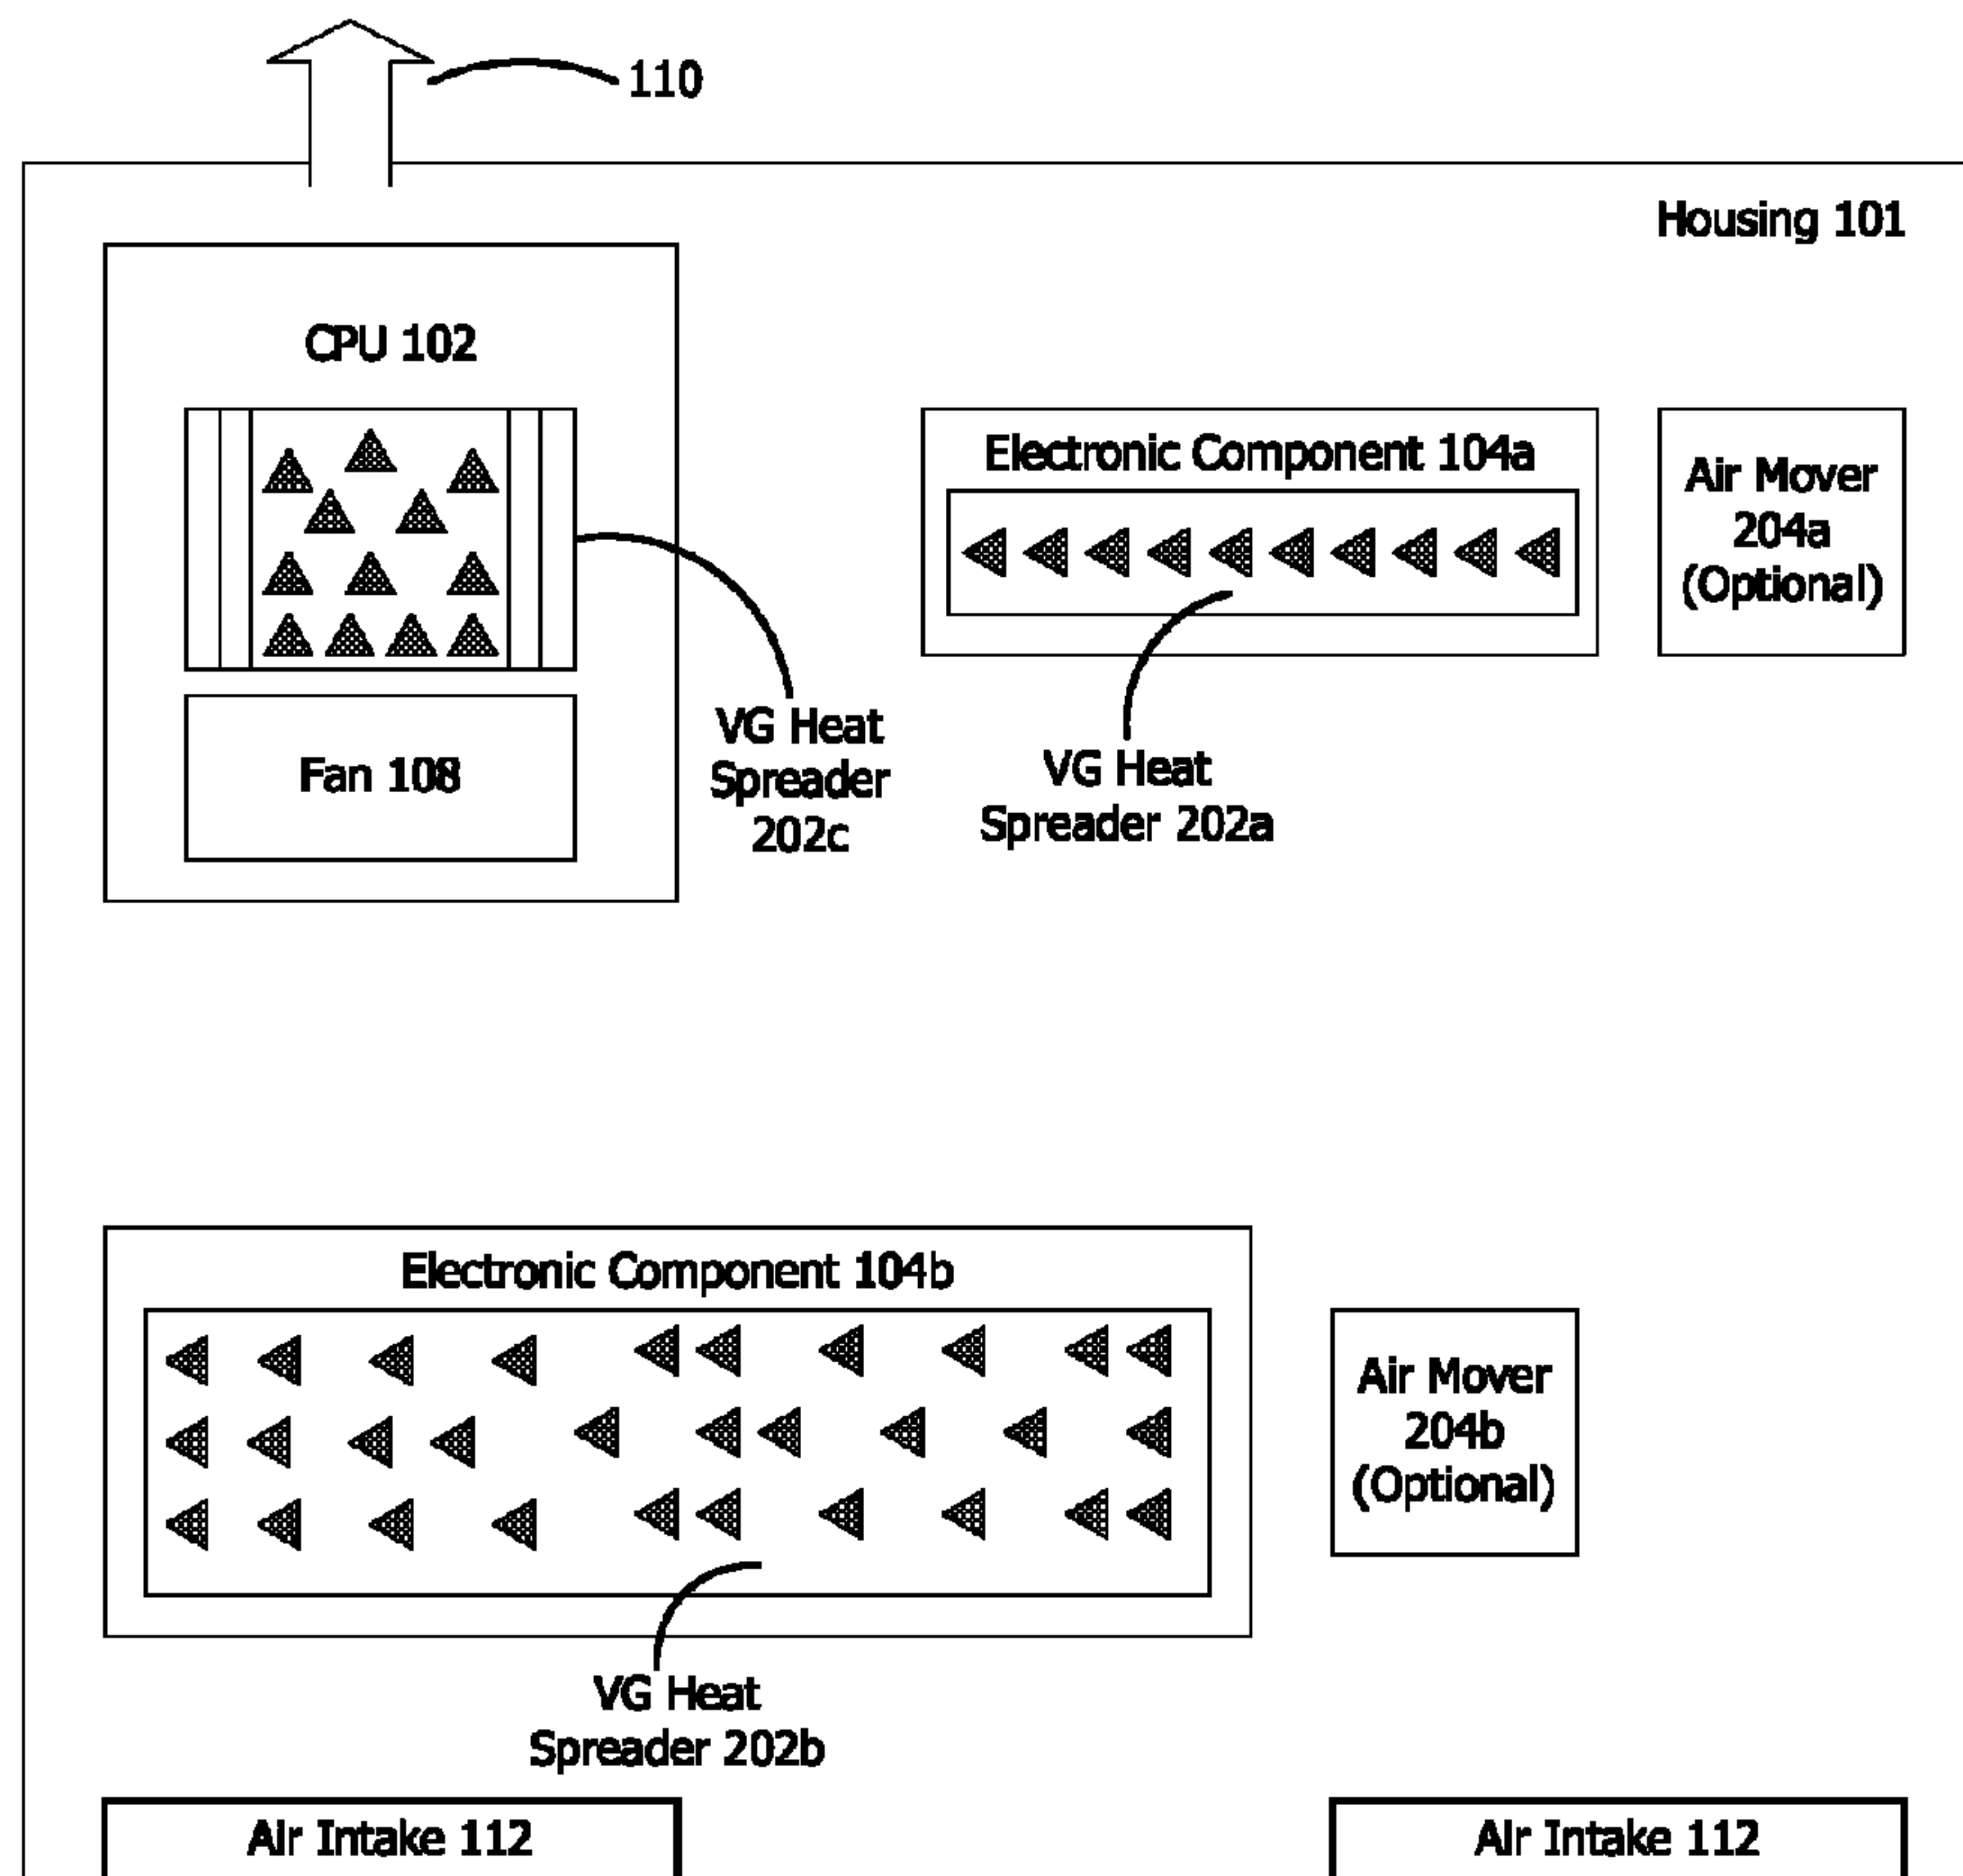 110
Housing 101
CPU 102
Electronic Component 104a
Air Mover
204a
(Optional)
Fan 108
VG Heat
Spreader
202c
VG Heat
Spreader 202a
Electronic Component 104b
Air Mover
204b
(Optional)
VG Heat
Spreader 202b
Air Intake 112
Air Intake 112